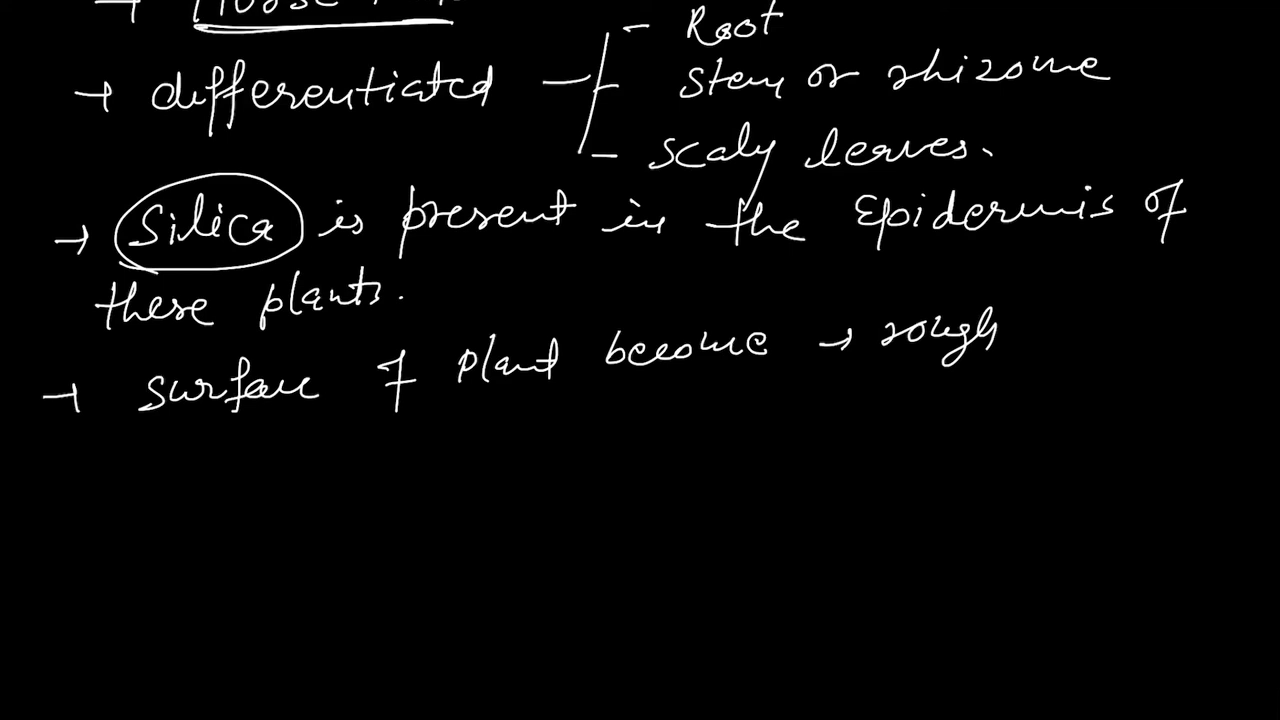 → differentiated - Root
stem or rhizome
- scaly leaves.
→ Silica is present in the Epidermis of
these plants.
→ surface of plant become → rough